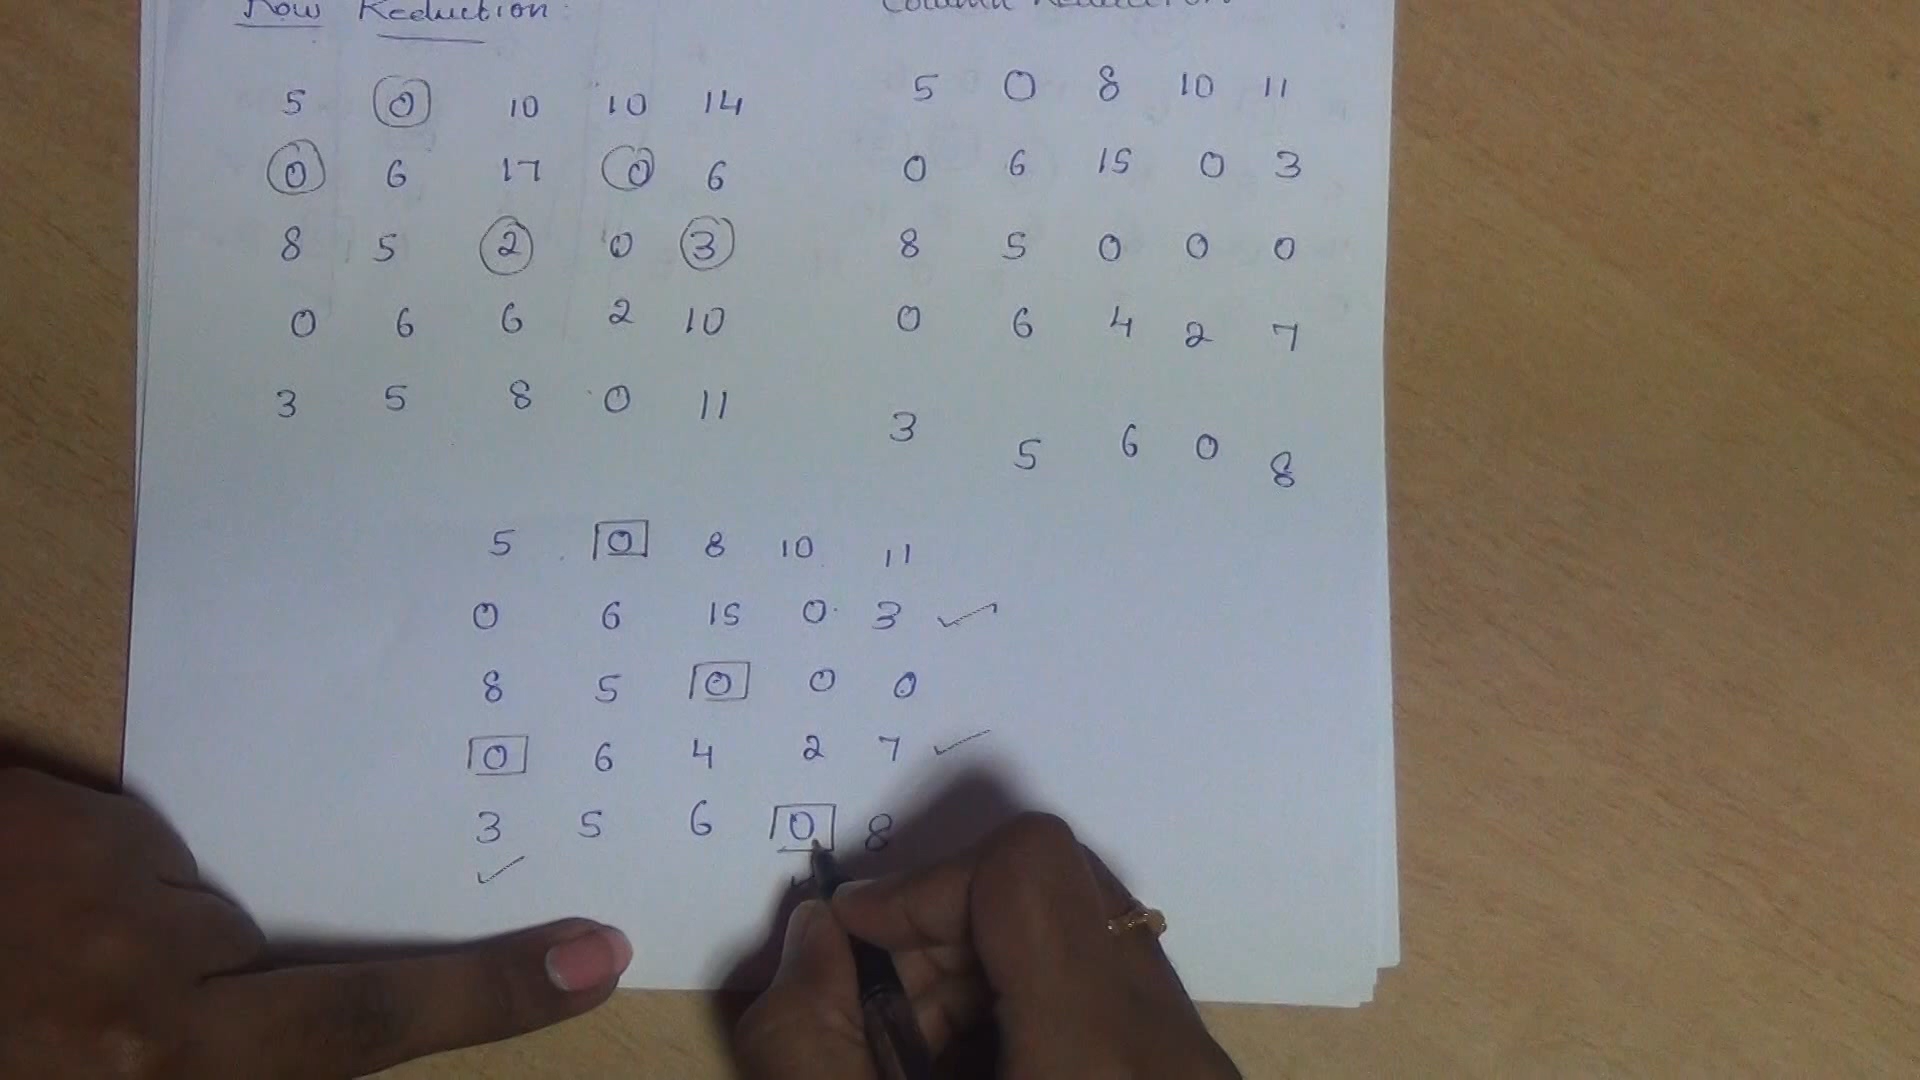 Row Reduction:
5 0 10 10 14
0 6 17 0 6
8 5 2 0 3
0 6 6 2 10
3 5 8 0 11
Column Reduction:
5 0 8 10 11
0 6 15 0 3
8 5 0 0 0
0 6 4 2 7
3 5 6 0 8
5 0 8 10 11
0 6 15 0 3 ✓
8 5 0 0 0
0 6 4 2 7 ✓
3 5 6 0 8
✓ ✓